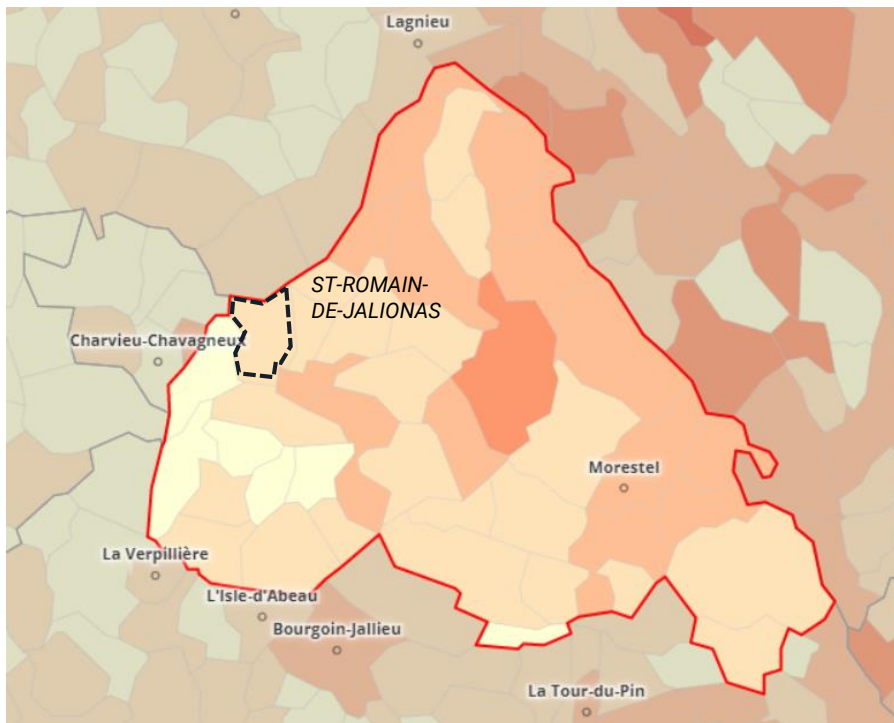 Lagnieu
ST-ROMAIN-
DE-JALIONAS
Charvieu-Chavagneux
Morestel
La Verpillière
L'Isle-d'Abeau
Bourgoin-Jallieu
La Tour-du-Pin